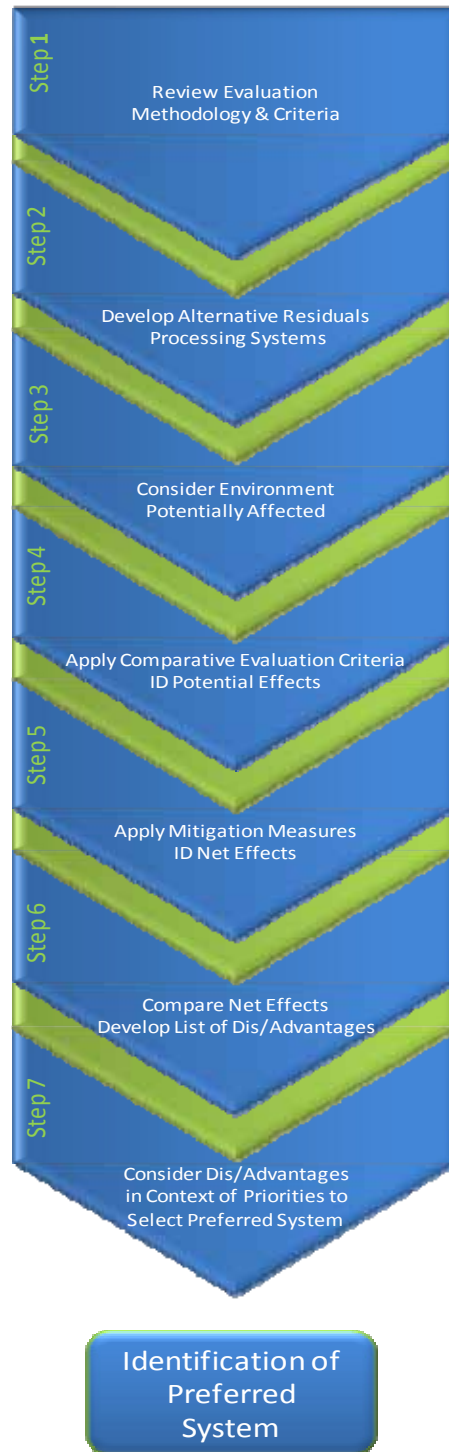 Step 1
Review Evaluation
Methodology & Criteria
Step 2
Develop Alternative Residuals
Processing Systems
Step 3
Consider Environment
Potentially Affected
Step 4
Apply Comparative Evaluation Criteria
ID Potential Effects
Step 5
Apply Mitigation Measures
ID Net Effects
Step 6
Compare Net Effects
Develop List of Dis/Advantages
Step 7
Consider Dis/Advantages
in Context of Priorities to
Select Preferred System
Identification of
Preferred
System